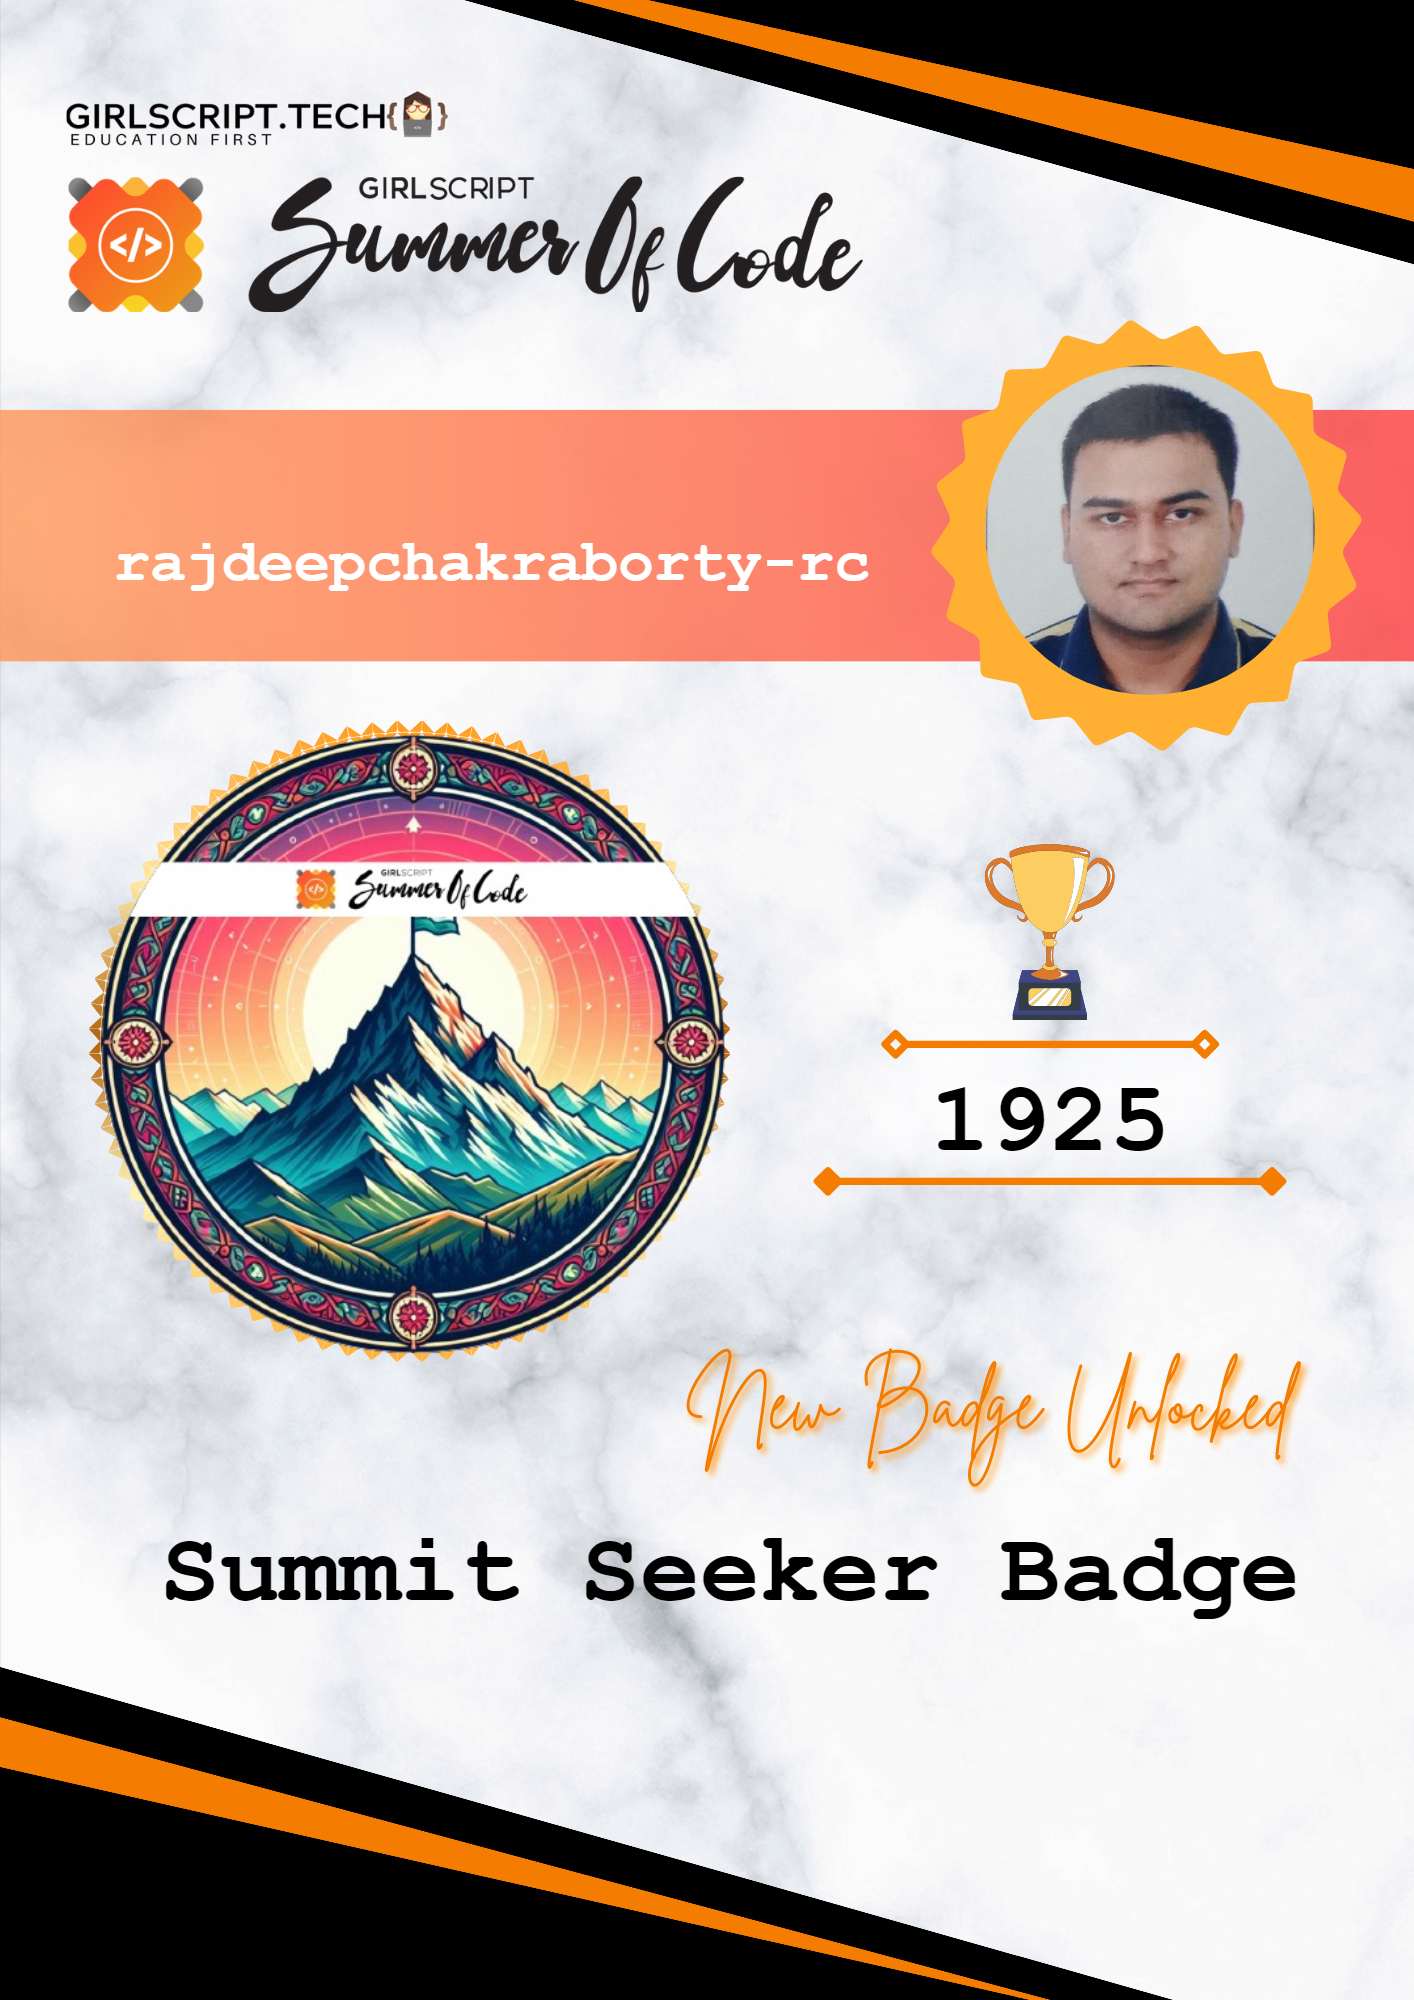 GIRLSCRIPT.TECH{ }
EDUCATION FIRST
</>
GIRLSCRIPT
Summer Of Code
rajdeepchakraborty-rc
</>
GIRLSCRIPT
Summer Of Code
1925
New Badge Unlocked
Summit Seeker Badge